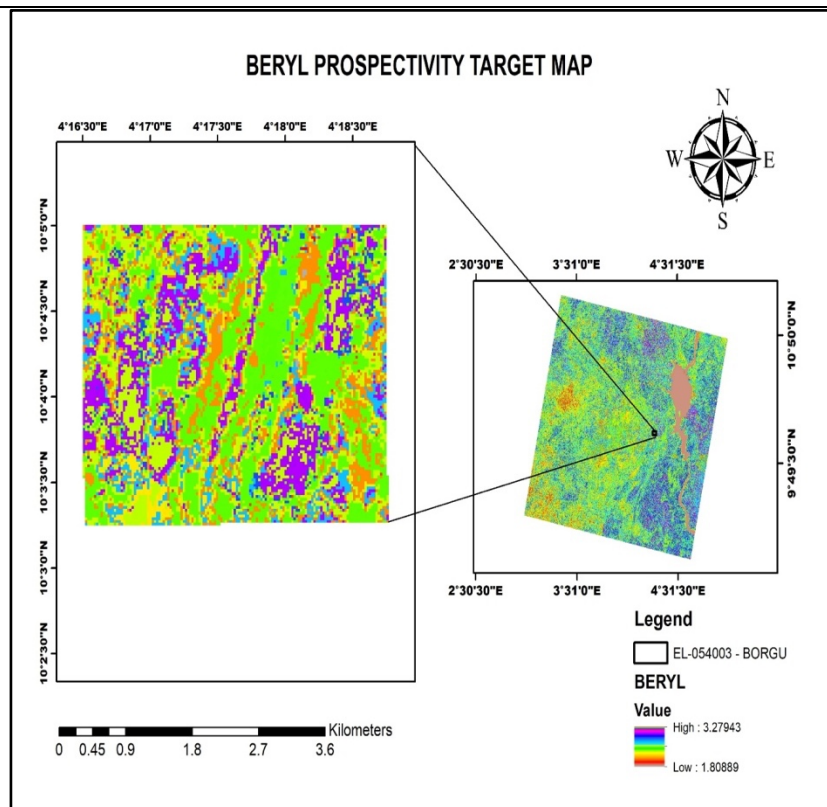 BERYL PROSPECTIVITY TARGET MAP
N
W E
S
4°16'30"E 4°17'0"E 4°17'30"E 4°18'0"E 4°18'30"E
10°5'0"N
10°4'30"N
10°4'0"N
10°3'30"N
10°3'0"N
10°2'30"N
2°30'30"E 3°31'0"E 4°31'30"E
10°50'0"N
9°49'30"N
2°30'30"E 3°31'0"E 4°31'30"E
Legend
EL-054003 - BORGU
BERYL
Value
High : 3.27943
Low : 1.80889
Kilometers
0 0.45 0.9 1.8 2.7 3.6